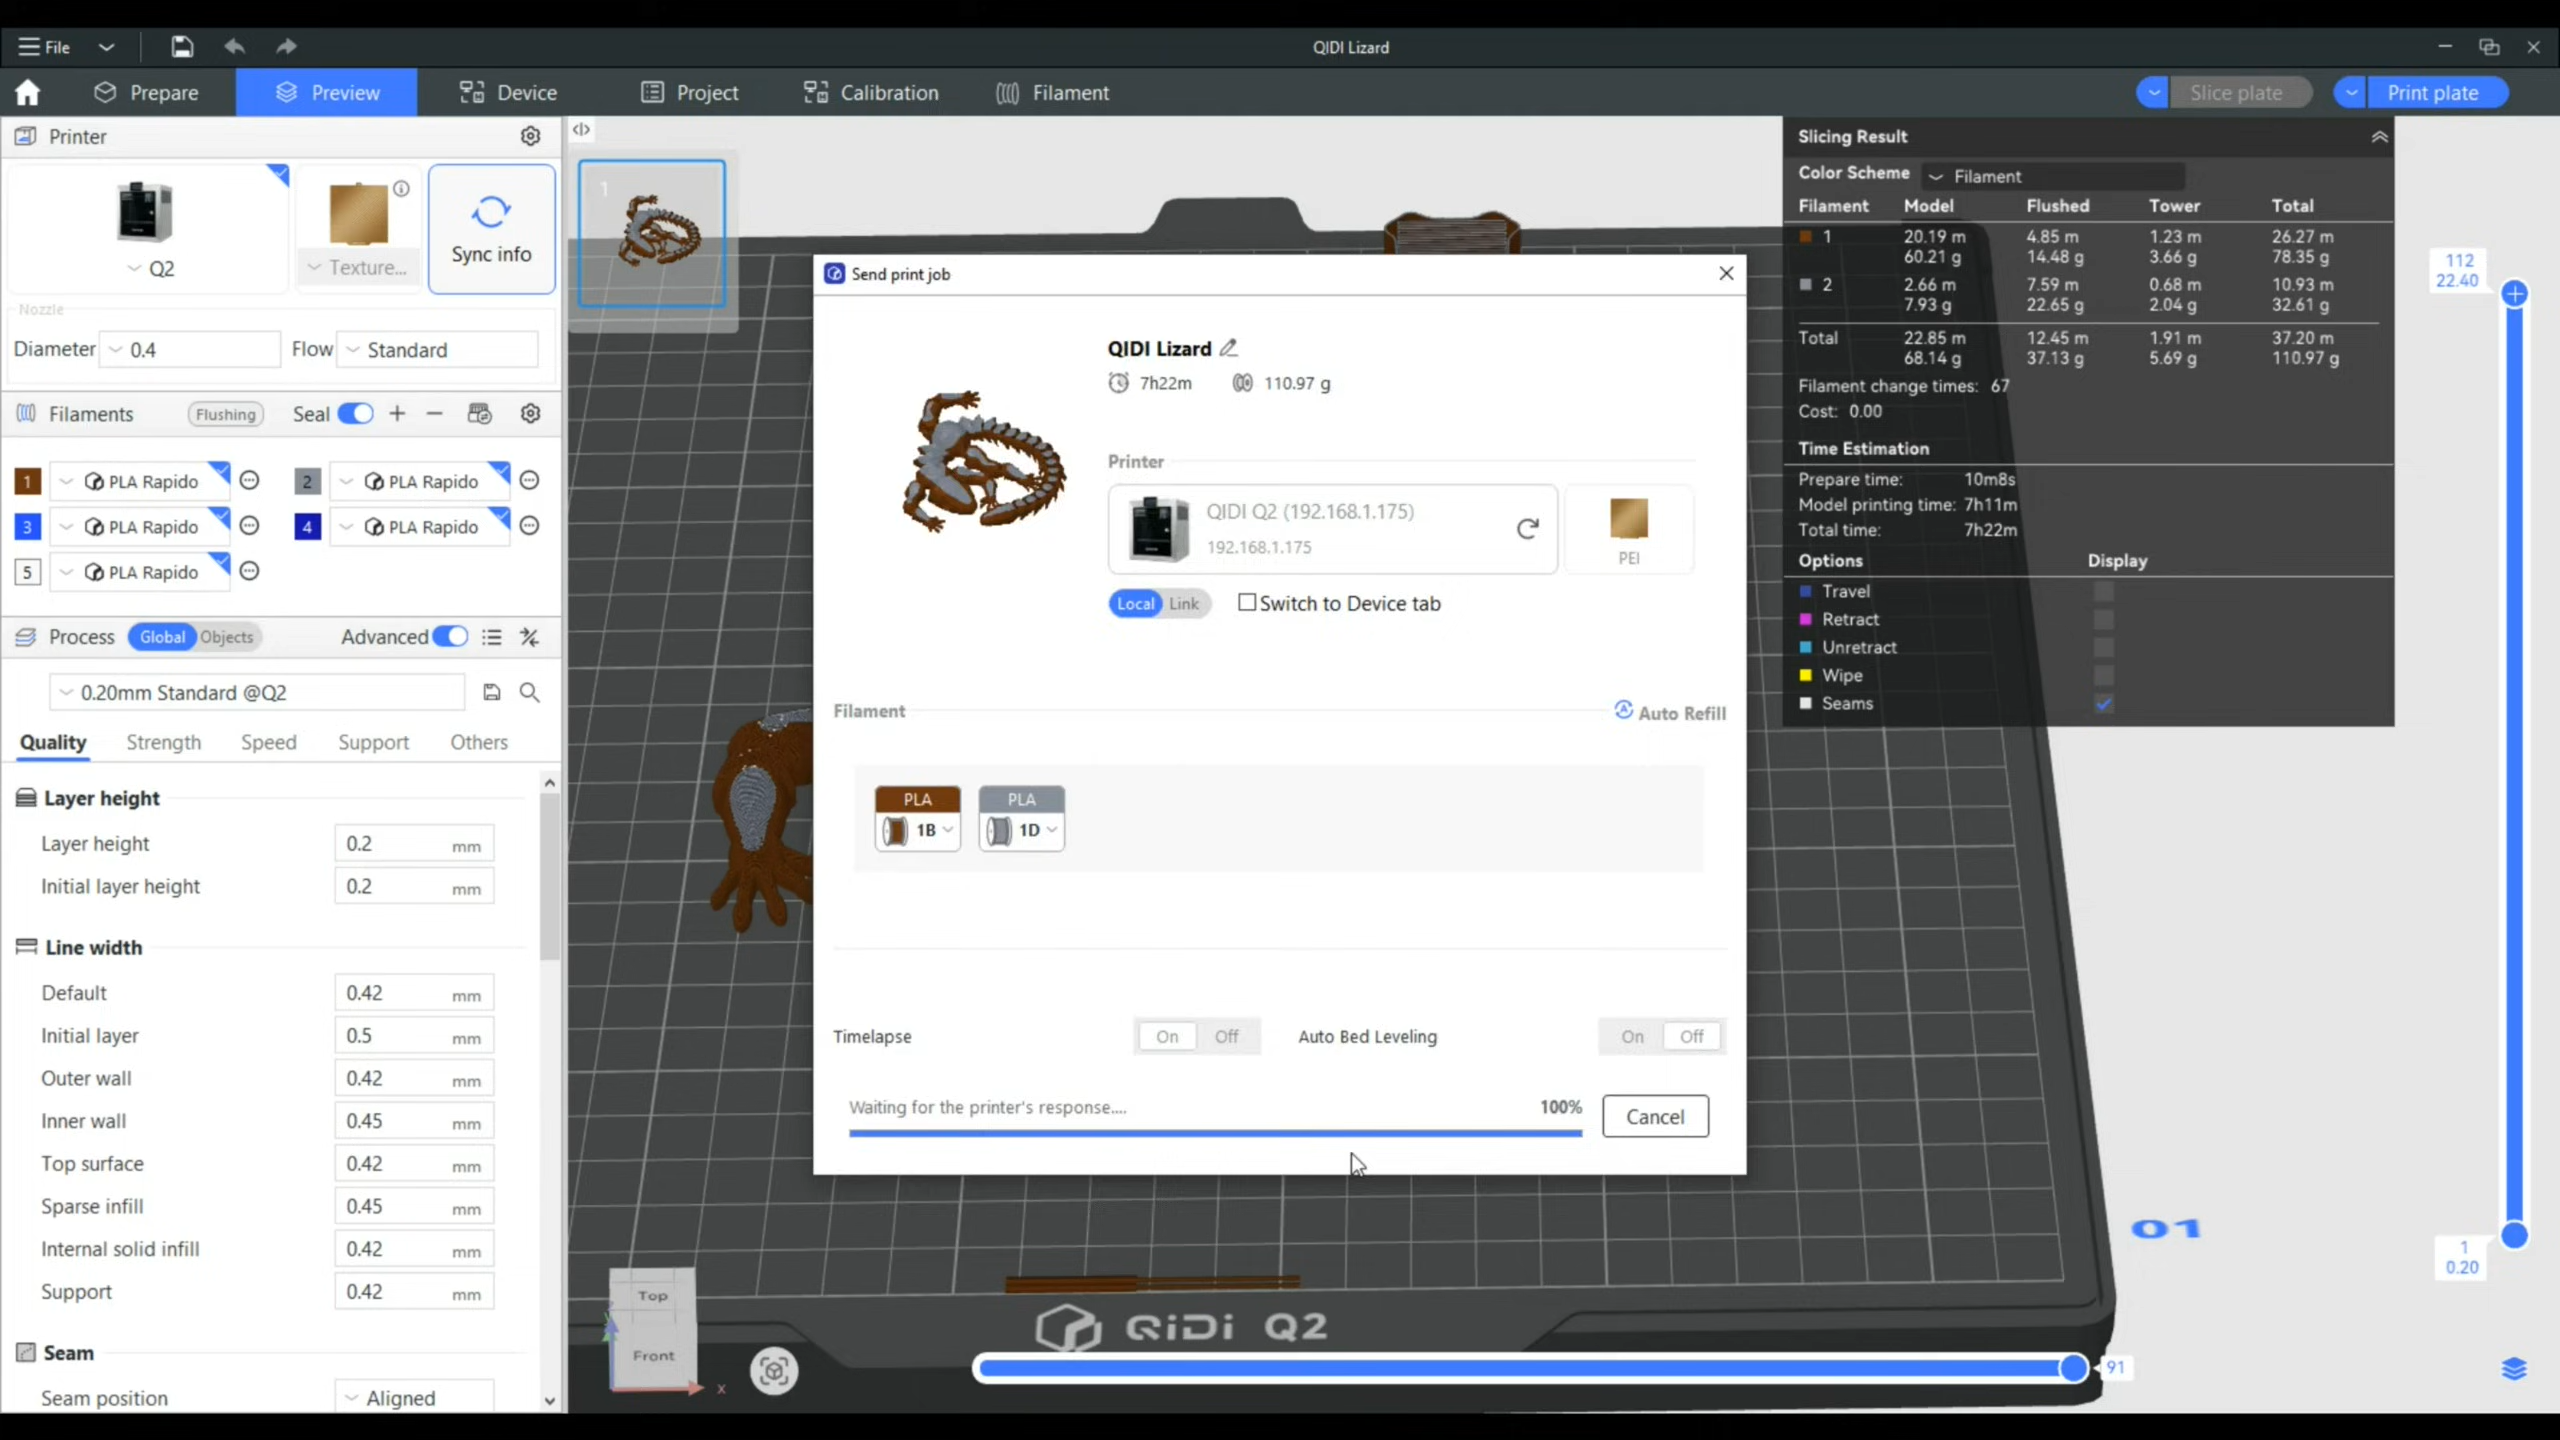 File
QIDI Lizard
Prepare
Preview
Device
Project
Calibration
Filament
Slice plate
Print plate
Printer
Q2
Texture...
Sync info
Nozzle
Diameter 0.4 Flow Standard
Filaments Flushing Seal
1 PLA Rapido 2 PLA Rapido
3 PLA Rapido 4 PLA Rapido
5 PLA Rapido
Process Global Objects Advanced
0.20mm Standard @Q2
Quality Strength Speed Support Others
Layer height
Layer height 0.2 mm
Initial layer height 0.2 mm
Line width
Default 0.42 mm
Initial layer 0.5 mm
Outer wall 0.42 mm
Inner wall 0.45 mm
Top surface 0.42 mm
Sparse infill 0.45 mm
Internal solid infill 0.42 mm
Support 0.42 mm
Seam
Seam position Aligned
1
Send print job
QIDI Lizard
7h22m 110.97 g
Printer
QIDI Q2 (192.168.1.175)
192.168.1.175
PEI
Local Link Switch to Device tab
Filament Auto Refill
PLA PLA
1B 1D
Timelapse On Off Auto Bed Leveling On Off
Waiting for the printer's response.... 100% Cancel
Slicing Result
Color Scheme Filament
Filament Model Flushed Tower Total
1 20.19 m 4.85 m 1.23 m 26.27 m
60.21 g 14.48 g 3.66 g 78.35 g
2 2.66 m 7.59 m 0.68 m 10.93 m
7.93 g 22.65 g 2.04 g 32.61 g
Total 22.85 m 12.45 m 1.91 m 37.20 m
68.14 g 37.13 g 5.69 g 110.97 g
Filament change times: 67
Cost: 0.00
Time Estimation
Prepare time: 10m8s
Model printing time: 7h11m
Total time: 7h22m
Options Display
Travel
Retract
Unretract
Wipe
Seams
112
22.40
1
0.20
01
Top
Front
x
QIDI Q2
91